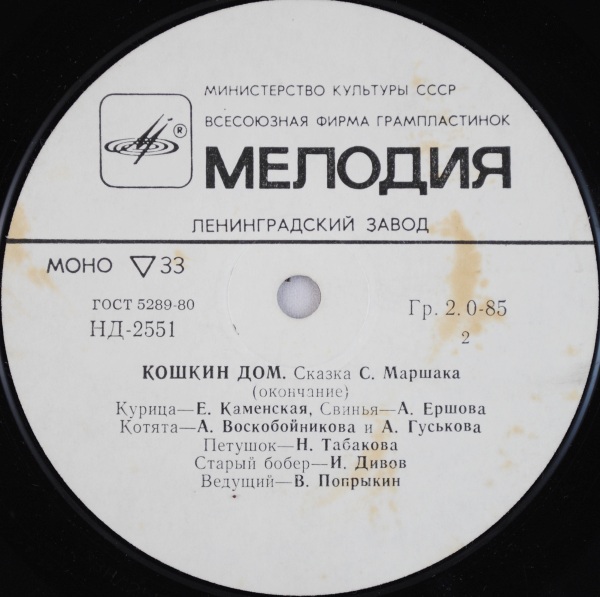 МИНИСТЕРСТВО КУЛЬТУРЫ СССР
ВСЕСОЮЗНАЯ ФИРМА ГРАМПЛАСТИНОК
®
МЕЛОДИЯ
ЛЕНИНГРАДСКИЙ ЗАВОД
МОНО ▽ 33
ГОСТ 5289-80
НД-2551
Гр. 2. 0-85
2
КОШКИН ДОМ. Сказка С. Маршака
(окончание)
Курица—Е. Каменская, Свинья—А. Ершова
Котята—А. Воскобойникова и А. Гуськова
Петушок—Н. Табакова
Старый бобер—И. Дивов
Ведущий—В. Попрыкин